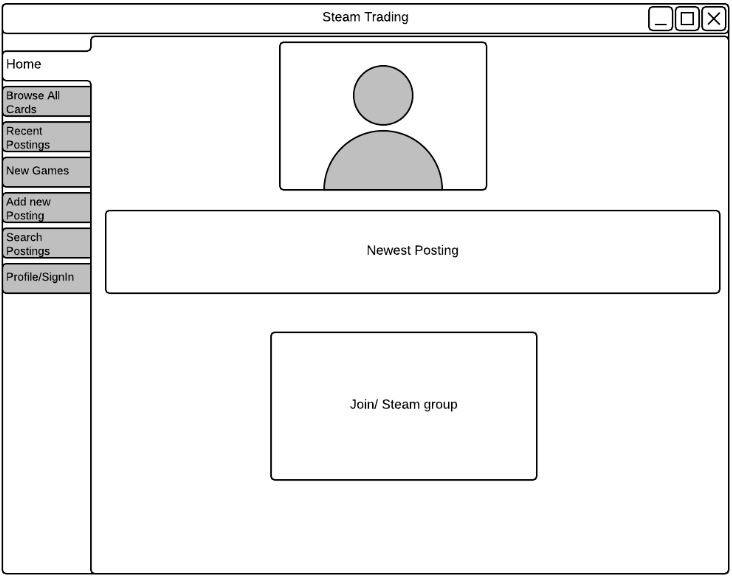 Steam Trading
Home
Browse All
Cards
Recent
Postings
New Games
Add new
Posting
Search
Postings
Profile/SignIn
Newest Posting
Join/ Steam group